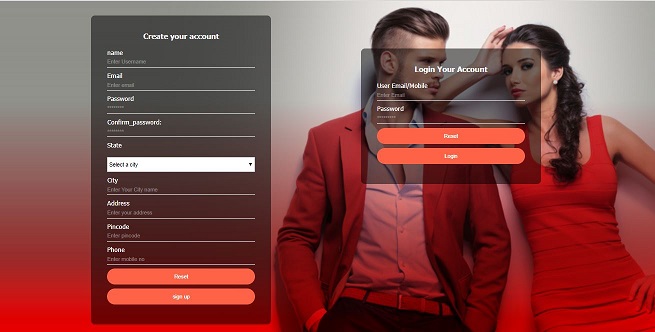 Create your account
name
Enter Username
Email
Enter email
Password
********
Confirm_password:
********
State
Select a city
City
Enter Your City name
Address
Enter your address
Pincode
Enter pincode
Phone
Enter mobile no
Reset
sign up
Login Your Account
User Email/Mobile
Enter Email
Password
*********
Reset
Login